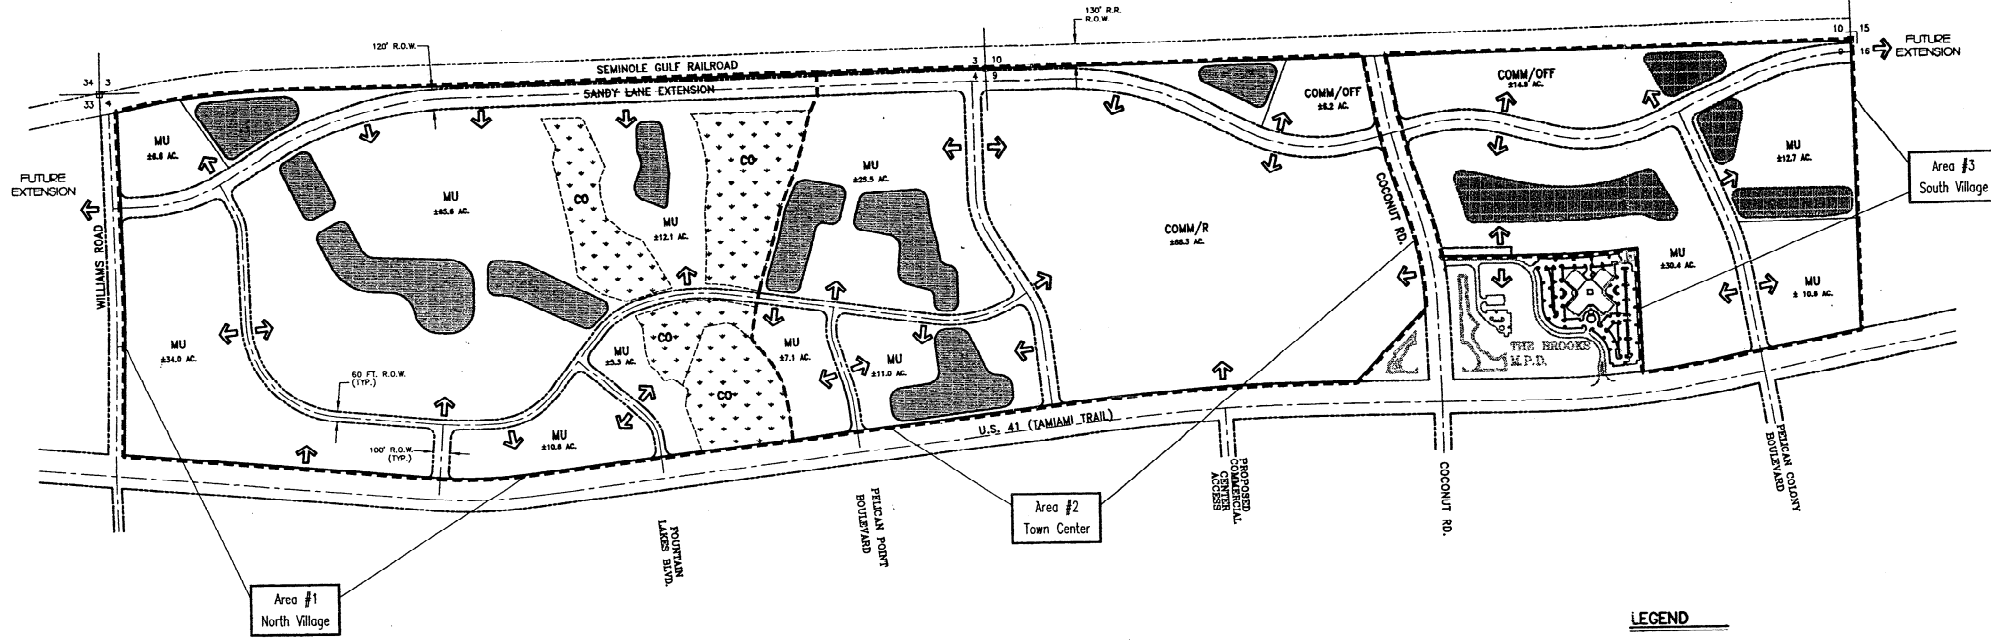 130' R.R.
R.O.W.
120' R.O.W.
SEMINOLE GULF RAILROAD
SANDY LANE EXTENSION
34 3
33 4
3 10
4 9
10 15
9 16
FUTURE
EXTENSION
FUTURE
EXTENSION
WILLIAMS ROAD
MU
MU
CO
MU
±12.1 AC.
CO
MU
COMM/R
COMM/OFF
COMM/OFF
COCONUT RD.
MU
±12.7 AC.
Area #3
South Village
MU
±30.4 AC.
MU
MU
±34.0 AC.
60 FT. R.O.W.
(TYP.)
100' R.O.W.
(TYP.)
MU
MU
CO
CO
MU
±7.1 AC.
MU
±11.0 AC.
THE BROOKS
M.P.D.
U.S. 41 (TAMIAMI TRAIL)
FOUNTAIN
LAKES BLVD.
PELICAN POINT
BOULEVARD
PROPOSED
COMMERCIAL
CENTER
ACCESS
COCONUT RD.
PELICAN COLONY
BOULEVARD
Area #2
Town Center
Area #1
North Village
LEGEND